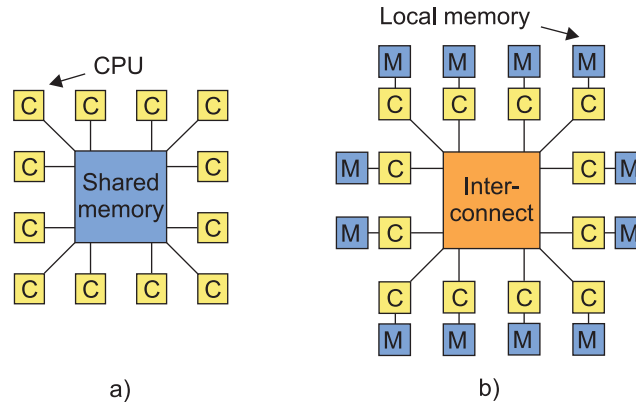 Local memory
CPU
M M M M
C C C C
C C C C
C C M C C M
Shared
memory
Inter-
connect
C C M C C M
C C C C
C C C C
M M M M
a)
b)